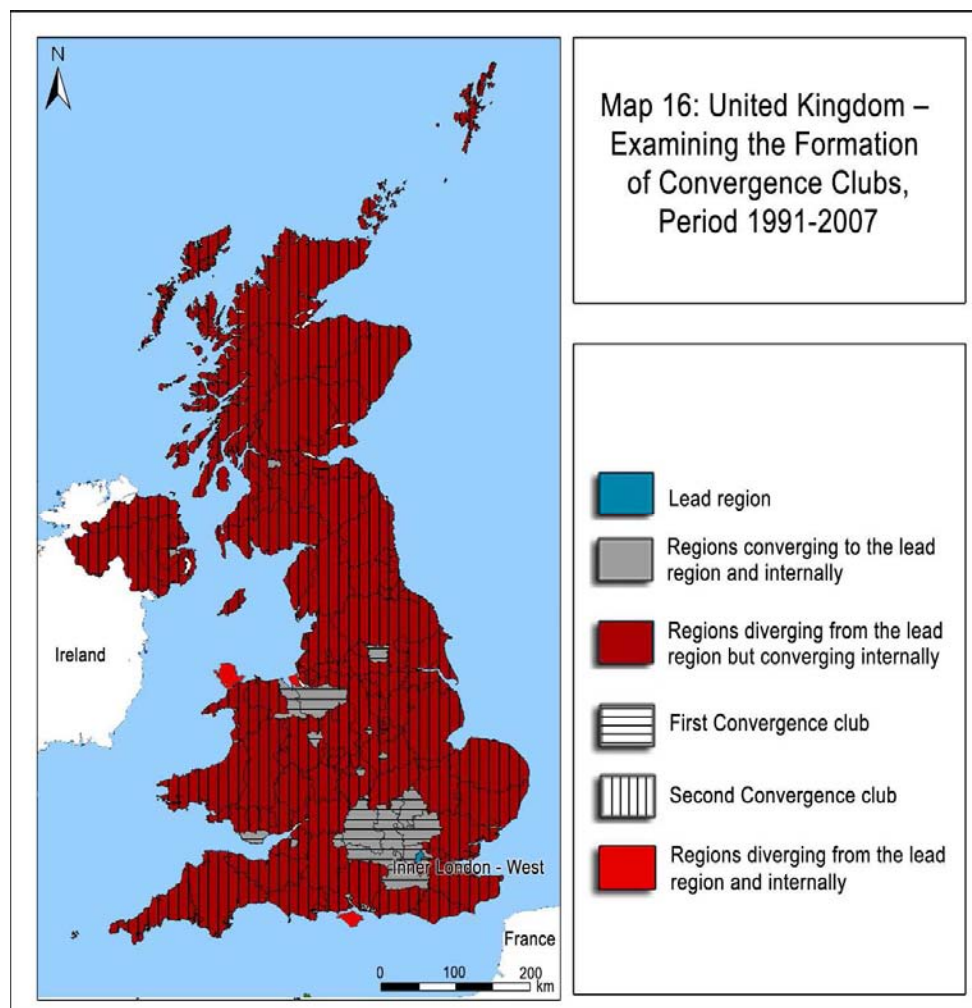 N
Map 16: United Kingdom –
Examining the Formation
of Convergence Clubs,
Period 1991-2007
Ireland
Inner London - West
France
0 100 200
km
Lead region
Regions converging to the lead
region and internally
Regions diverging from the lead
region but converging internally
First Convergence club
Second Convergence club
Regions diverging from the lead
region and internally